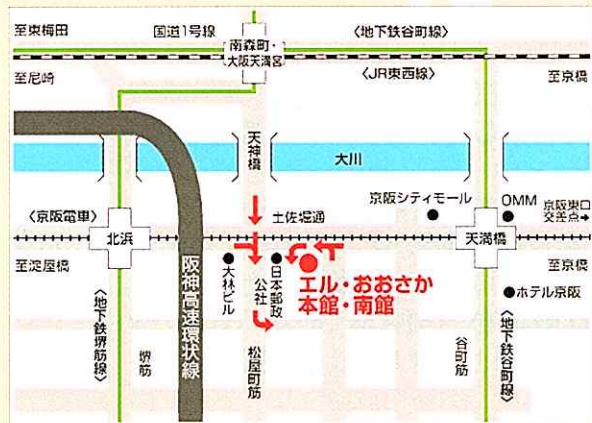 至東梅田
国道1号線
〈地下鉄谷町線〉
南森町・
大阪天満宮
至尼崎
〈JR東西線〉
至京橋
天神橋
大川
京阪シティモール
OMM
京阪東口
交差点→
〈京阪電車〉
土佐堀通
北浜
天満橋
至淀屋橋
至京橋
大林ビル
日本郵政
公社
エル・おおさか
本館・南館
ホテル京阪
阪神高速環状線
〈地下鉄堺筋線〉
堺筋
松屋町筋
谷町筋
〈地下鉄谷町線〉